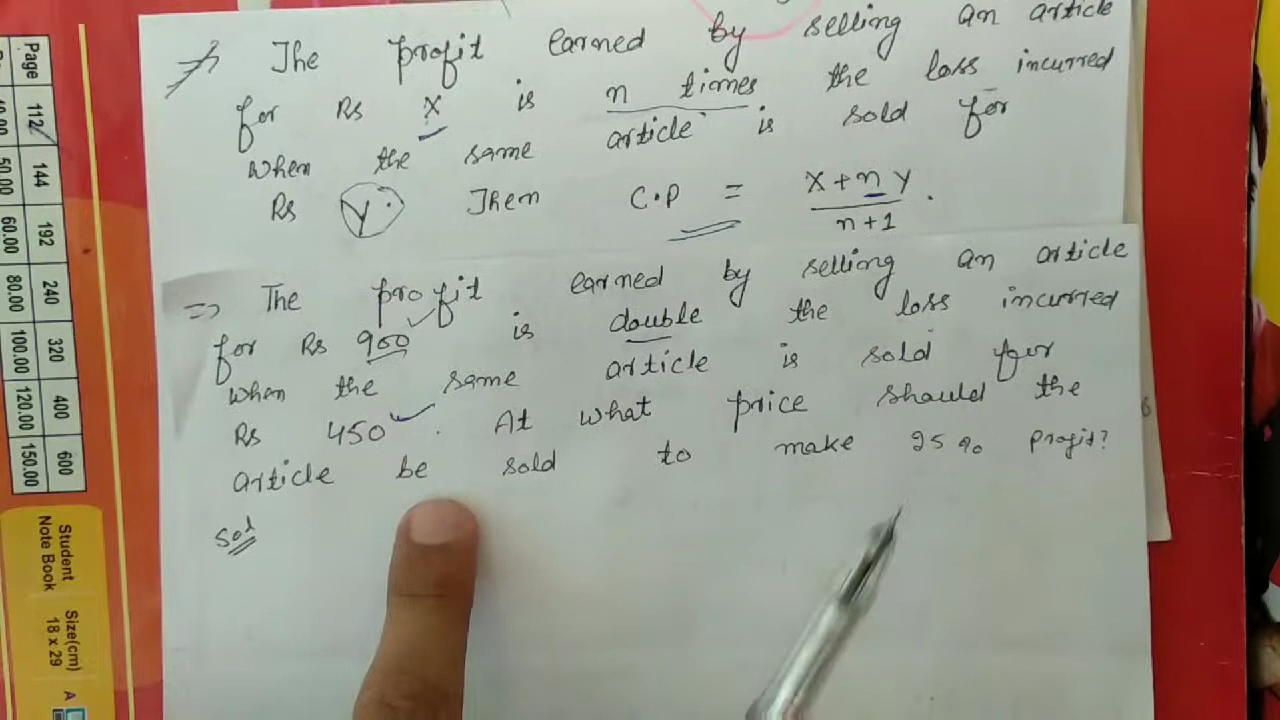 The profit earned by selling an article
for Rs X is n times the loss incurred
when the same article is sold for
Rs Y. Then C.P = X + n Y / n + 1 .
=> The profit earned by selling an article
for Rs 900 is double the loss incurred
when the same article is sold for
Rs 450 . At what price should the
article be sold to make 25% profit?
Sol
Page 112 144 192 240 320 400 600
60.00 80.00 100.00 120.00 150.00
Student
Note Book
Size(cm)
18 x 29
A